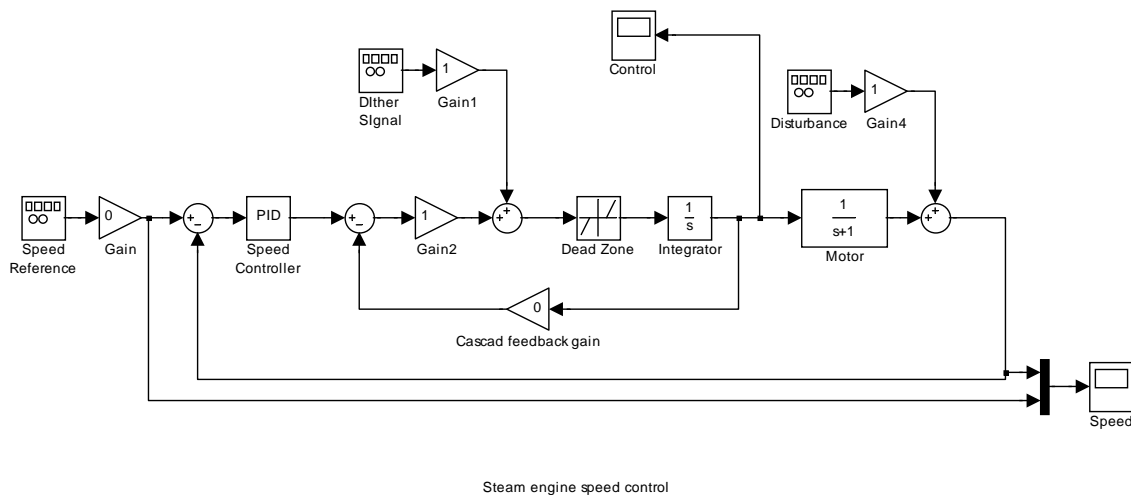 Control
1
DIther
SIgnal
Gain1
1
Disturbance
Gain4
0
Speed
Reference
Gain
+
−
PID
Speed
Controller
+
−
1
Gain2
+
+
Dead Zone
1
s
Integrator
1
s+1
Motor
+
+
0
Cascad feedback gain
Speed
Steam engine speed control